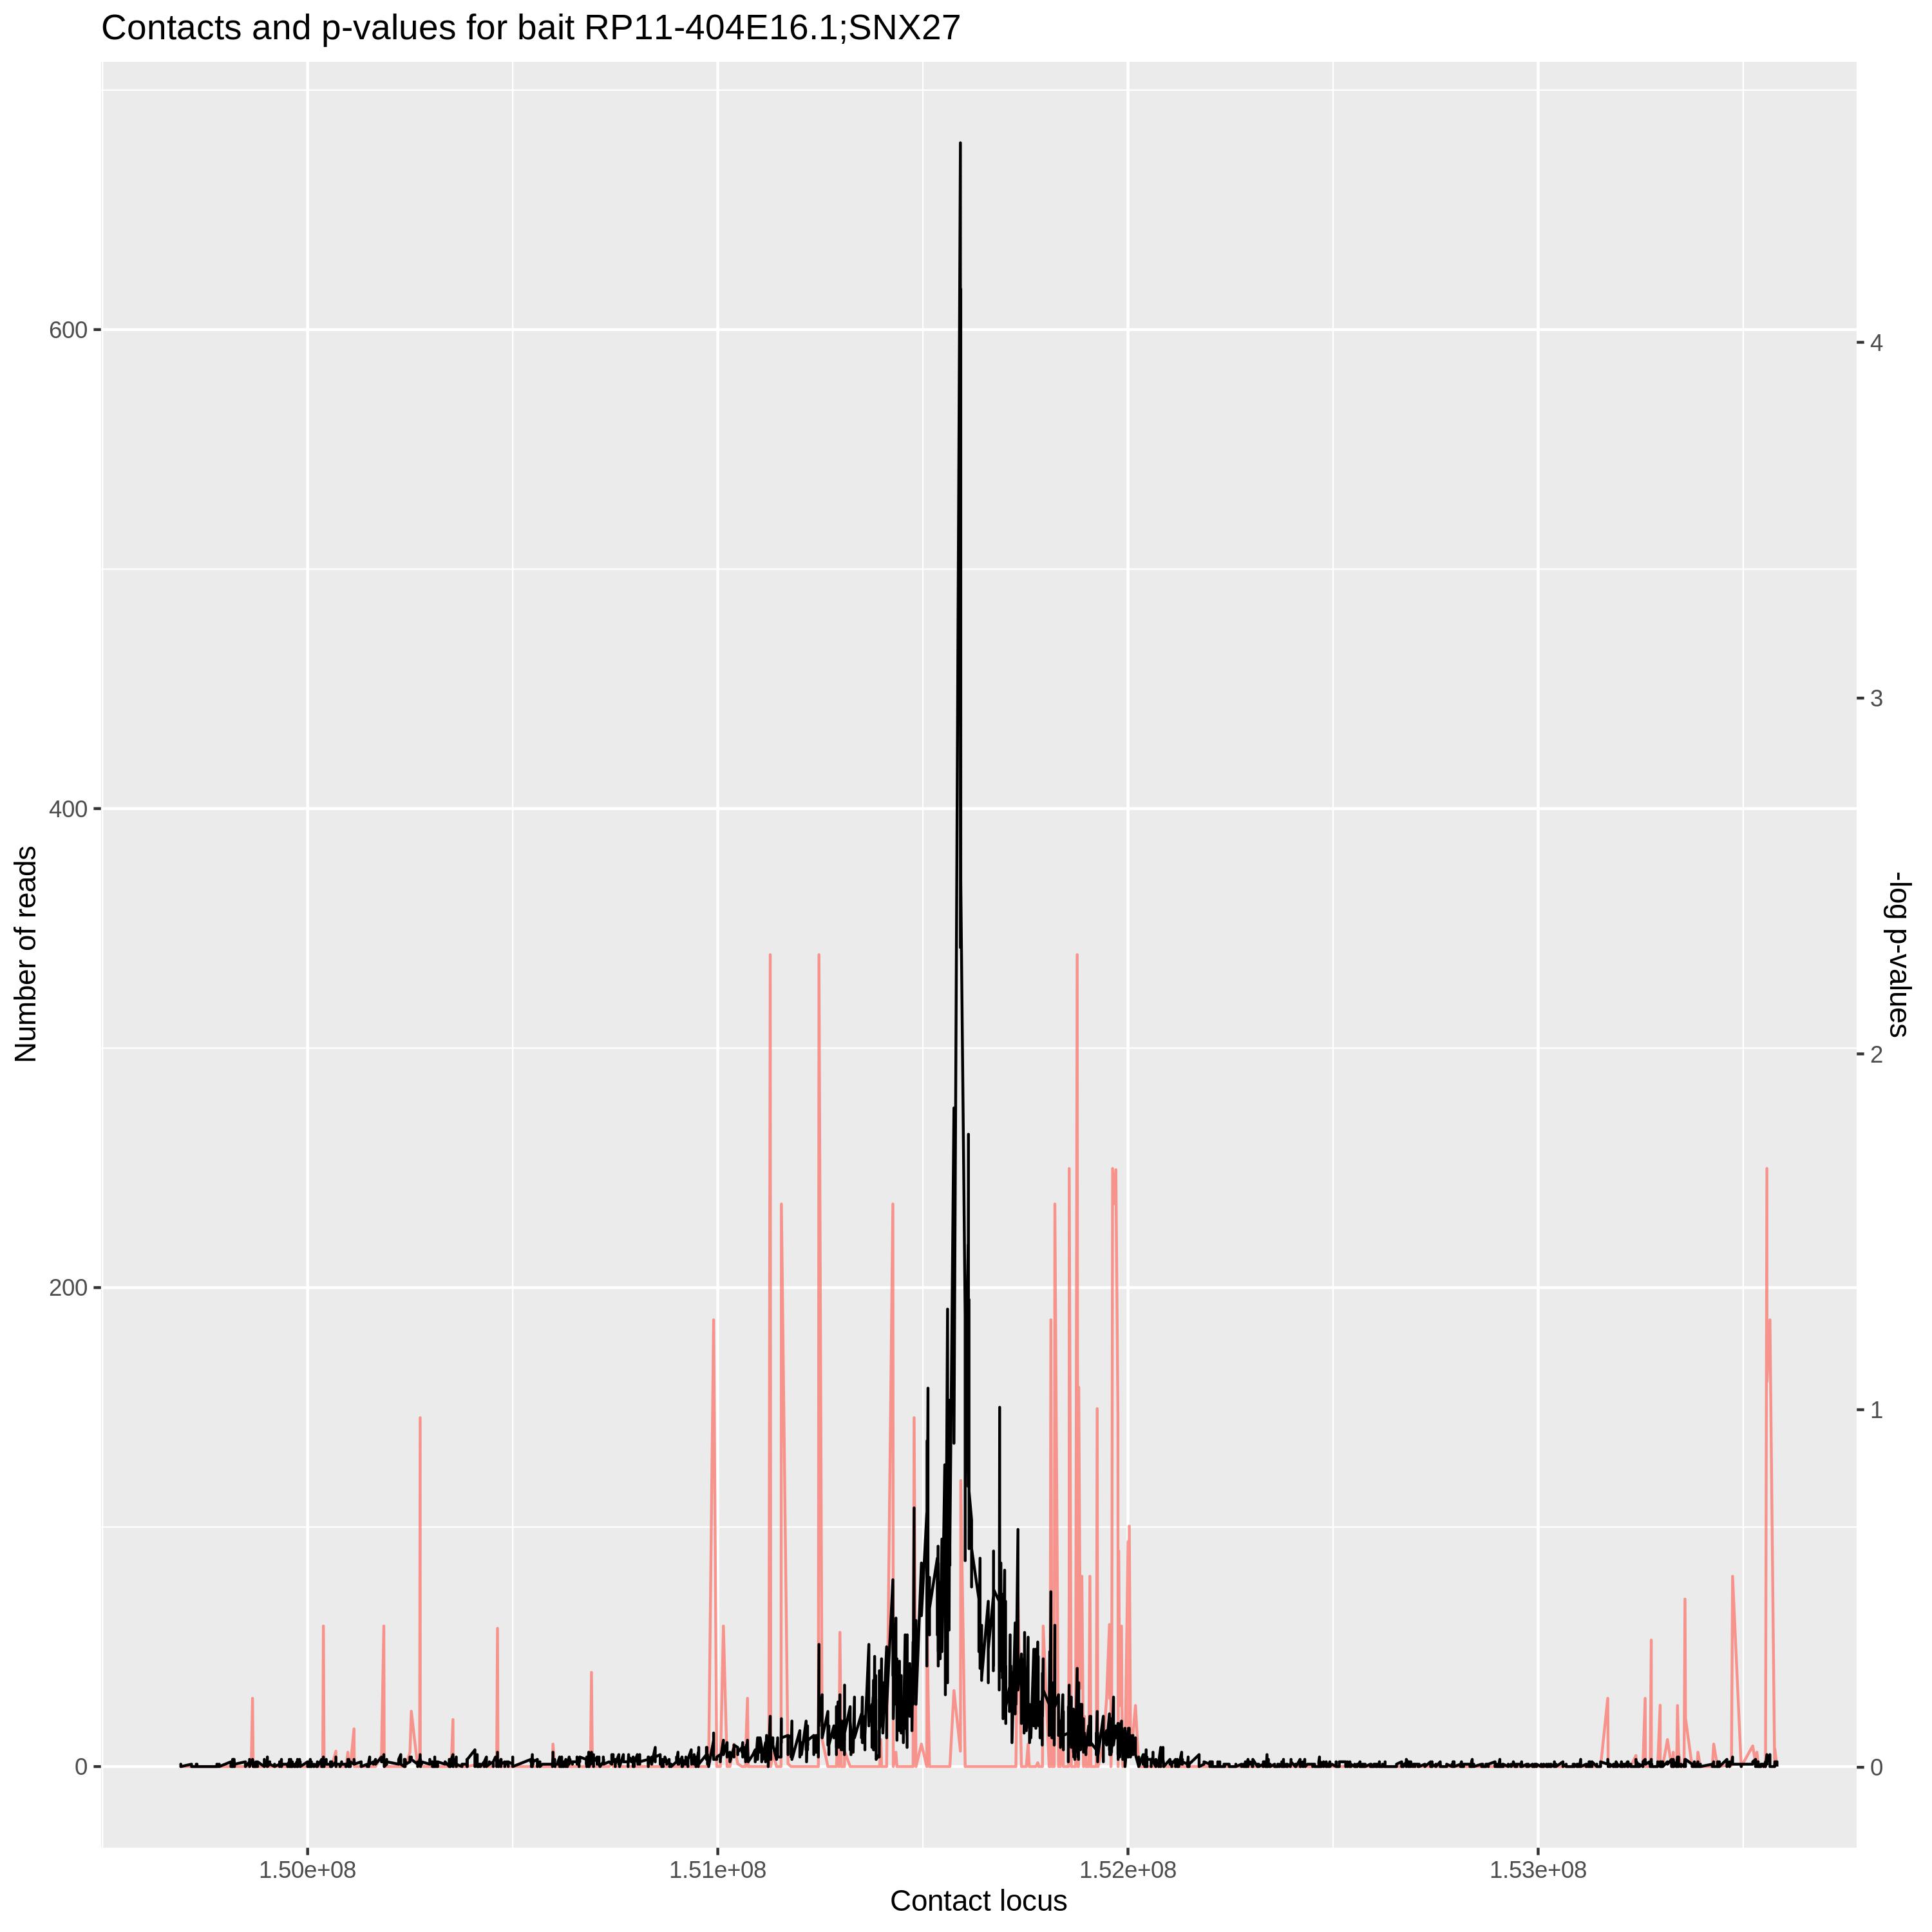 Contacts and p-values for bait RP11-404E16.1;SNX27
600
400
200
0
Number of reads
4
3
2
1
0
-log p-values
1.50e+08
1.51e+08
1.52e+08
1.53e+08
Contact locus